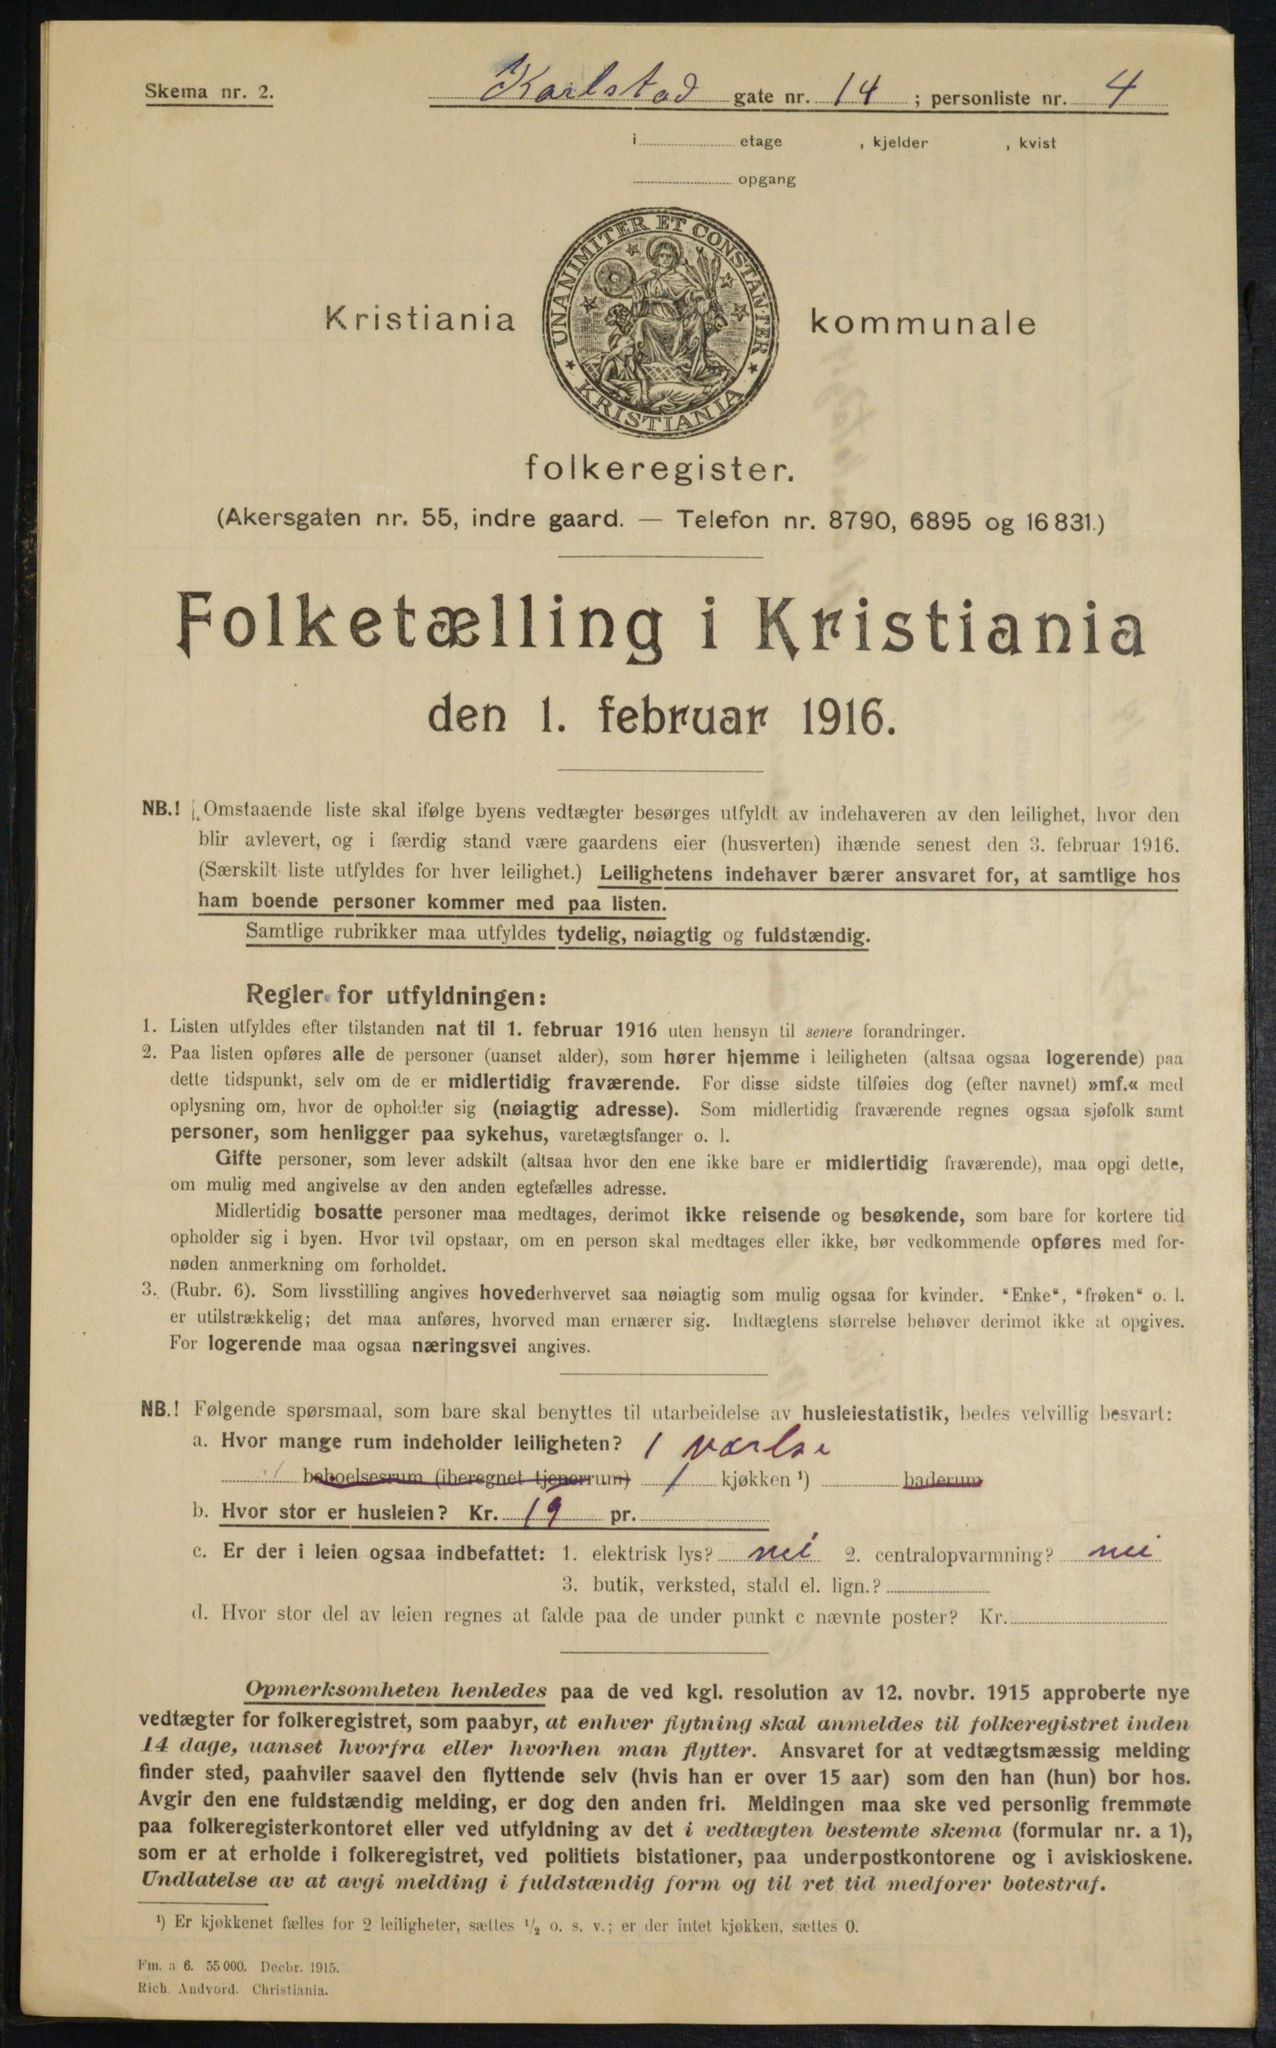 Skema nr. 2.
Karlstad gate nr. 14 ; personliste nr. 4
i etage , kjelder , kvist
opgang
UNANIMITER ET CONSTANTER
KRISTIANIA
Kristiania kommunale
folkeregister.
(Akersgaten nr. 55, indre gaard. — Telefon nr. 8790, 6895 og 16831.)
Folketælling i Kristiania
den 1. februar 1916.
NB.! Omstaaende liste skal ifølge byens vedtægter besørges utfyldt av indehaveren av den leilighet, hvor den
blir avlevert, og i færdig stand være gaardens eier (husverten) ihænde senest den 3. februar 1916.
(Særskilt liste utfyldes for hver leilighet.) Leilighetens indehaver bærer ansvaret for, at samtlige hos
ham boende personer kommer med paa listen.
Samtlige rubrikker maa utfyldes tydelig, nøiagtig og fuldstændig.
Regler for utfyldningen:
1. Listen utfyldes efter tilstanden nat til 1. februar 1916 uten hensyn til senere forandringer.
2. Paa listen opføres alle de personer (uanset alder), som hører hjemme i leiligheten (altsaa ogsaa logerende) paa
dette tidspunkt, selv om de er midlertidig fraværende. For disse sidste tilføies dog (efter navnet) »mf.« med
oplysning om, hvor de opholder sig (nøiagtig adresse). Som midlertidig fraværende regnes ogsaa sjøfolk samt
personer, som henligger paa sykehus, varetægtsfanger o. l.
Gifte personer, som lever adskilt (altsaa hvor den ene ikke bare er midlertidig fraværende), maa opgi dette,
om mulig med angivelse av den anden egtefælles adresse.
Midlertidig bosatte personer maa medtages, derimot ikke reisende og besøkende, som bare for kortere tid
opholder sig i byen. Hvor tvil opstaar, om en person skal medtages eller ikke, bør vedkommende opføres med for-
nøden anmerkning om forholdet.
3. (Rubr. 6). Som livsstilling angives hovederhvervet saa nøiagtig som mulig ogsaa for kvinder. "Enke", "frøken" o. l.
er utilstrækkelig; det maa anføres, hvorved man ernærer sig. Indtægtens størrelse behøver derimot ikke at opgives.
For logerende maa ogsaa næringsvei angives.
NB.! Følgende spørsmaal, som bare skal benyttes til utarbeidelse av husleiestatistik, bedes velvillig besvart:
a. Hvor mange rum indeholder leiligheten? 1 værlse
1 beboelsesrum (iberegnet tjenerrum) 1 kjøkken ¹) baderum
b. Hvor stor er husleien? Kr. 19 pr.
c. Er der i leien ogsaa indbefattet: 1. elektrisk lys? nei 2. centralopvarmning? nei
3. butik, verksted, stald el. lign.?
d. Hvor stor del av leien regnes at falde paa de under punkt c nævnte poster? Kr.
Opmerksomheten henledes paa de ved kgl. resolution av 12. novbr. 1915 approberte nye
vedtægter for folkeregistret, som paabyr, at enhver flytning skal anmeldes til folkeregistret inden
14 dage, uanset hvorfra eller hvorhen man flytter. Ansvaret for at vedtægtsmæssig melding
finder sted, paahviler saavel den flyttende selv (hvis han er over 15 aar) som den han (hun) bor hos.
Avgir den ene fuldstændig melding, er dog den anden fri. Meldingen maa ske ved personlig fremmøte
paa folkeregisterkontoret eller ved utfyldning av det i vedtægten bestemte skema (formular nr. a 1),
som er at erholde i folkeregistret, ved politiets bistationer, paa underpostkontorene og i aviskioskene.
Undlatelse av at avgi melding i fuldstændig form og til ret tid medfører bøtestraf.
¹) Er kjøkkenet fælles for 2 leiligheter, sættes ½ o. s. v.; er der intet kjøkken, sættes 0.
Fm. a 6. 55000. Decbr. 1915.
Rich. Andvord. Christiania.